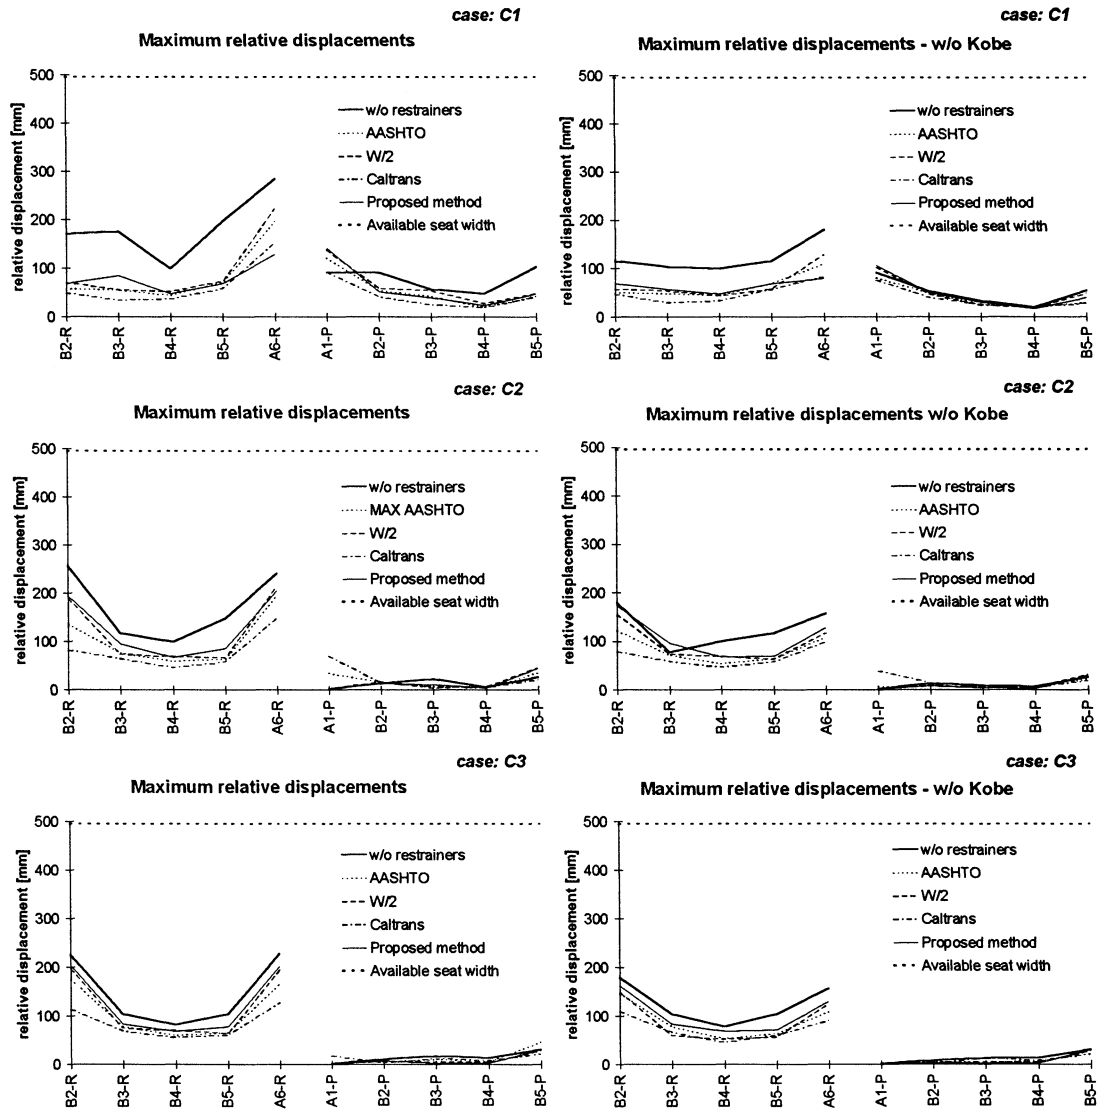 case: C1
Maximum relative displacements
relative displacement [mm]
500
400
300
200
100
0
w/o restrainers
AASHTO
W/2
Caltrans
Proposed method
Available seat width
B2-R
B3-R
B4-R
B5-R
A6-R
A1-P
B2-P
B3-P
B4-P
B5-P
case: C1
Maximum relative displacements - w/o Kobe
relative displacement [mm]
500
400
300
200
100
0
w/o restrainers
AASHTO
W/2
Caltrans
Proposed method
Available seat width
B2-R
B3-R
B4-R
B5-R
A6-R
A1-P
B2-P
B3-P
B4-P
B5-P
case: C2
Maximum relative displacements
relative displacement [mm]
500
400
300
200
100
0
w/o restrainers
MAX AASHTO
W/2
Caltrans
Proposed method
Available seat width
B2-R
B3-R
B4-R
B5-R
A6-R
A1-P
B2-P
B3-P
B4-P
B5-P
case: C2
Maximum relative displacements w/o Kobe
relative displacement [mm]
500
400
300
200
100
0
w/o restrainers
AASHTO
W/2
Caltrans
Proposed method
Available seat width
B2-R
B3-R
B4-R
B5-R
A6-R
A1-P
B2-P
B3-P
B4-P
B5-P
case: C3
Maximum relative displacements
relative displacement [mm]
500
400
300
200
100
0
w/o restrainers
AASHTO
W/2
Caltrans
Proposed method
Available seat width
B2-R
B3-R
B4-R
B5-R
A6-R
A1-P
B2-P
B3-P
B4-P
B5-P
case: C3
Maximum relative displacements - w/o Kobe
relative displacement [mm]
500
400
300
200
100
0
w/o restrainers
AASHTO
W/2
Caltrans
Proposed method
Available seat width
B2-R
B3-R
B4-R
B5-R
A6-R
A1-P
B2-P
B3-P
B4-P
B5-P